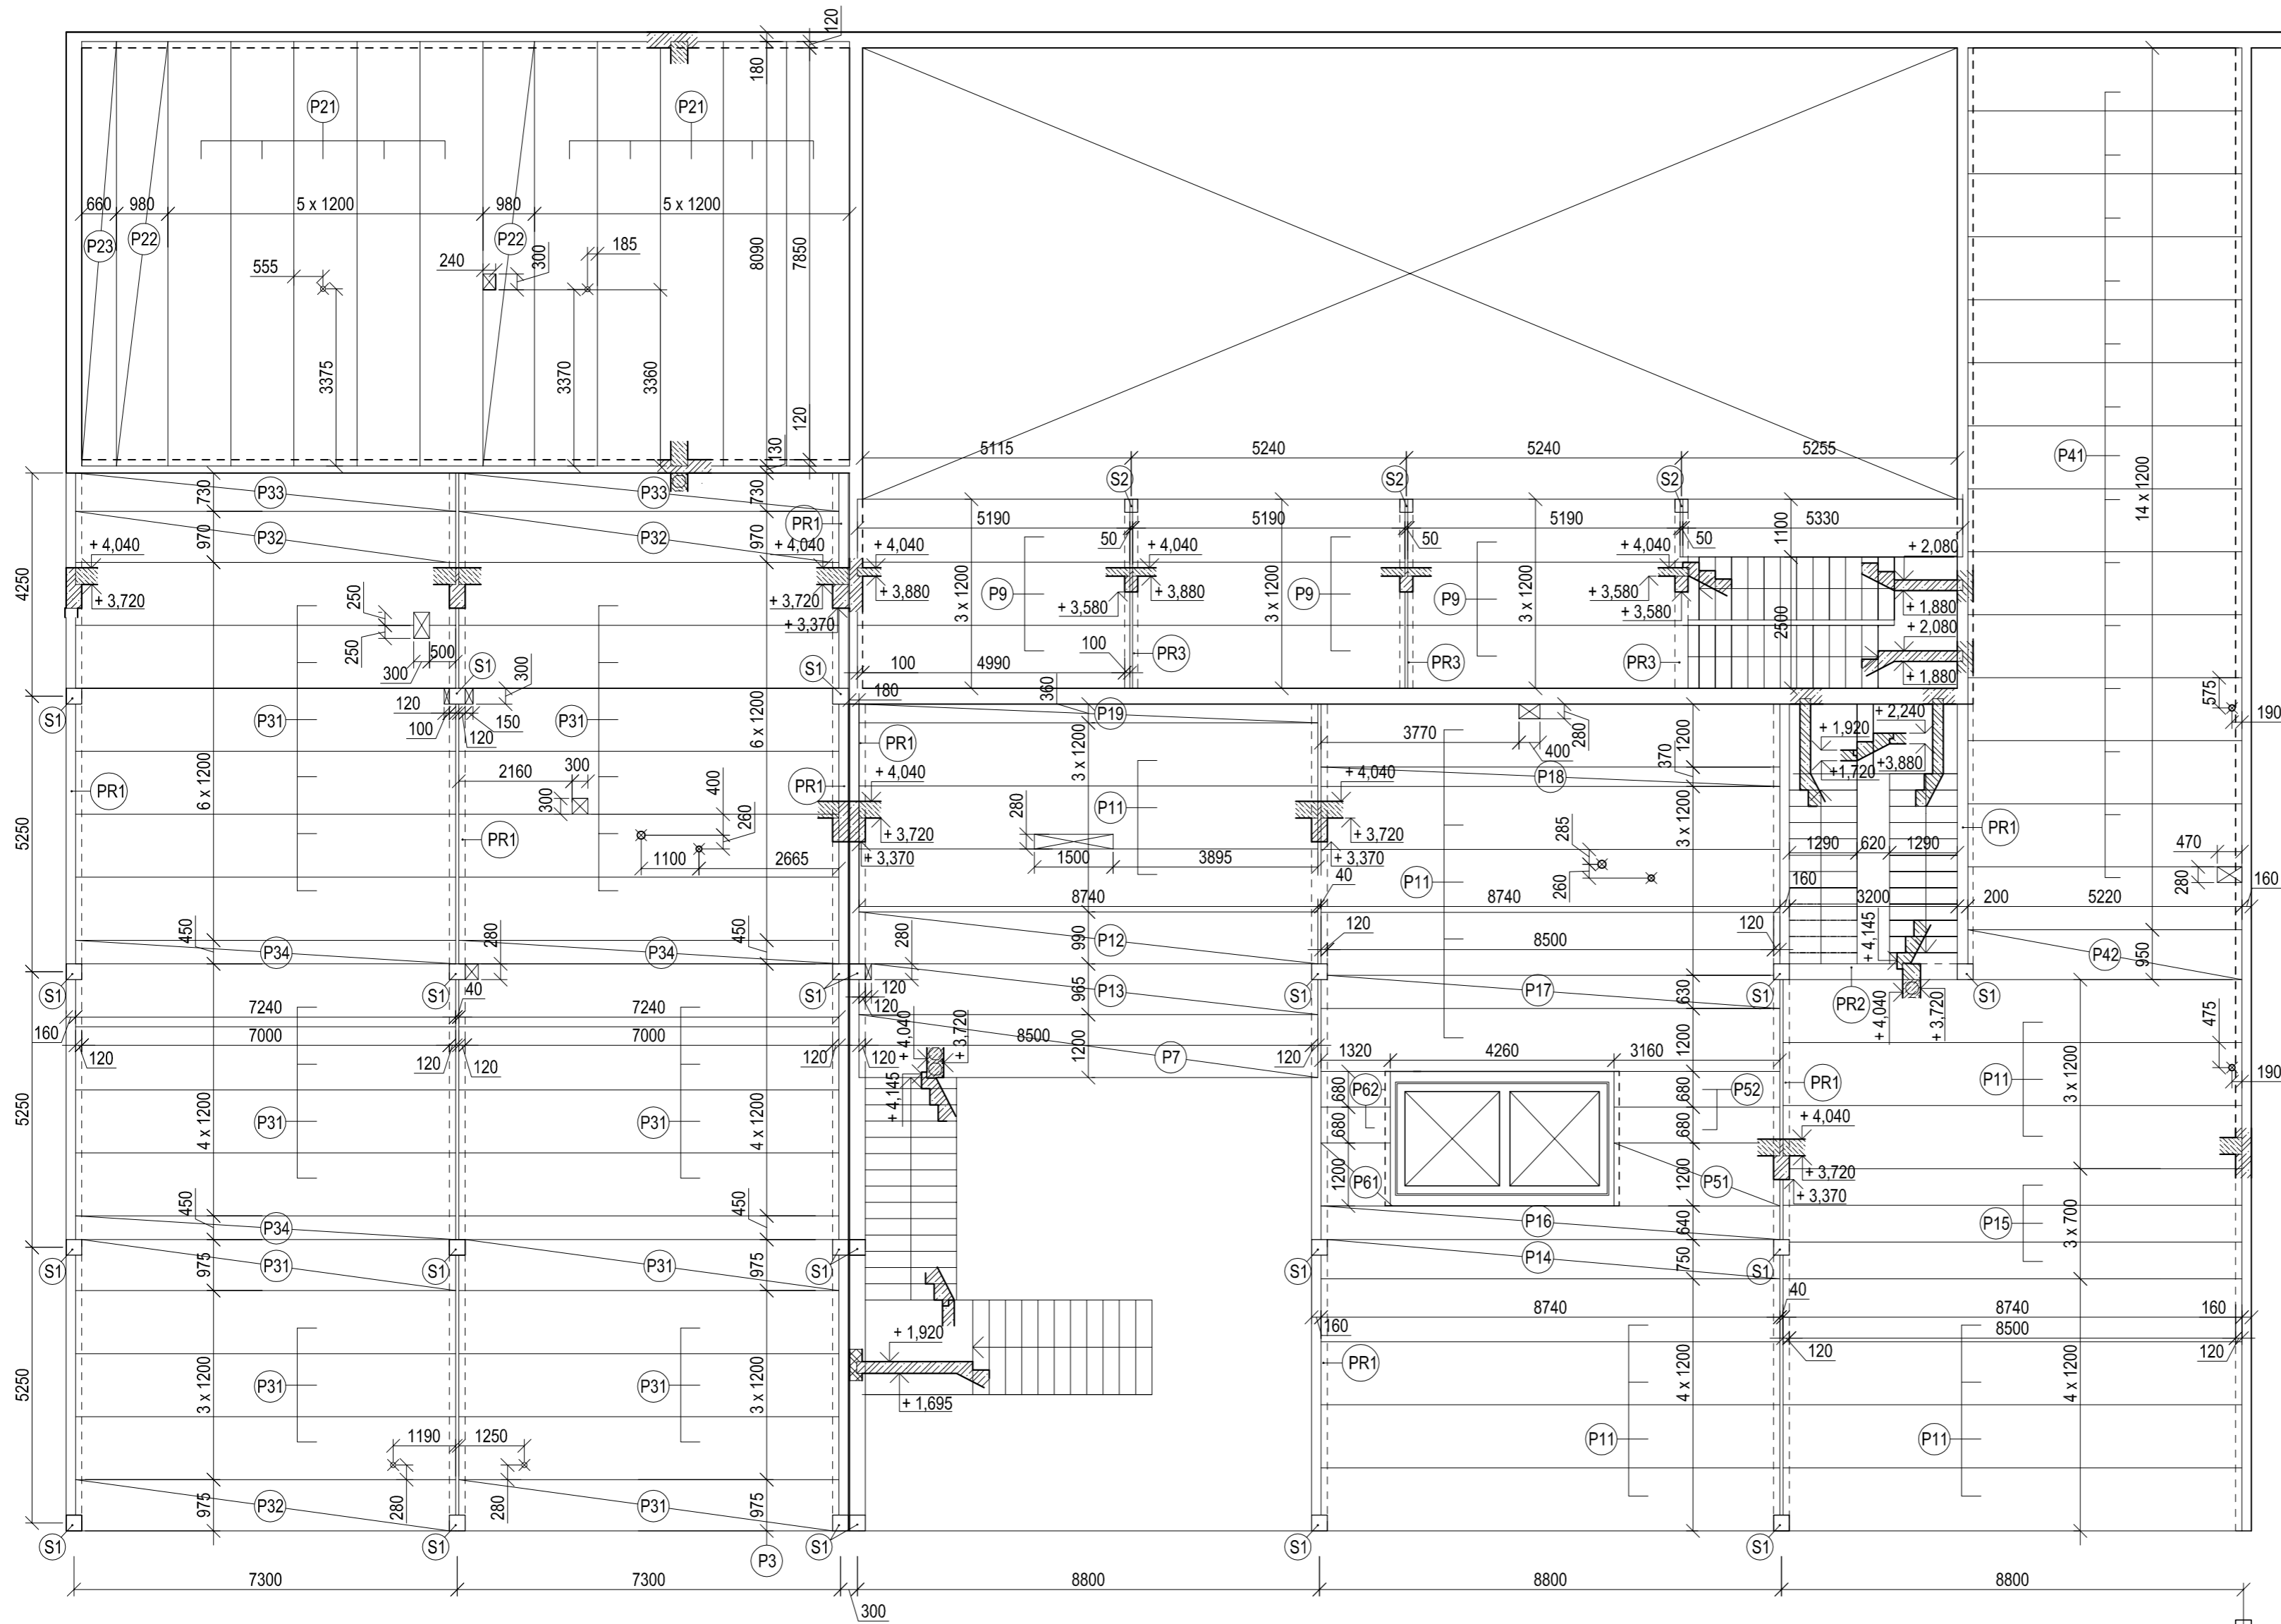 120
180
P21
P21
660
980
5 x 1200
980
5 x 1200
P23
P22
P22
8090
7850
555
240
300
185
3375
3370
3360
120
130
5115
5240
5240
5255
P41
14 x 1200
S2
S2
S2
4250
730
P33
P33
730
PR1
970
P32
P32
970
5190
5190
5190
5330
50
50
50
1100
+ 4,040
+ 4,040
+ 4,040
+ 4,040
+ 4,040
+ 2,080
+ 3,720
+ 3,720
+ 3,880
+ 3,880
+ 3,580
+ 3,580
+ 3,580
+ 1,880
P9
P9
P9
3 x 1200
3 x 1200
3 x 1200
2500
250
250
300
500
+ 3,370
+ 2,080
+ 1,880
S1
300
100
4990
100
PR3
PR3
PR3
575
190
S1
120
100
150
120
P31
P31
6 x 1200
6 x 1200
180
360
P19
PR1
3 x 1200
3770
400
280
370
1200
P18
+ 1,920
+ 2,240
+1,720
+3,880
PR1
2160
300
300
400
260
PR1
PR1
+ 4,040
+ 3,720
+ 3,370
P11
280
1500
3895
+ 4,040
+ 3,720
+ 3,370
P11
285
260
3 x 1200
1290
620
1290
PR1
470
280
5250
1100
2665
8740
40
8740
160
3200
200
5220
160
450
P34
280
P34
450
280
990
P12
120
8500
120
+ 4,145
P42
950
S1
S1
40
S1
120
120
965
P13
S1
P17
630
S1
PR2
+ 4,040
+ 3,720
S1
475
190
160
7240
7240
7000
7000
120
120
120
120
120
+ 4,040
+ 3,720
8500
1200
P7
120
+ 4,145
1320
4260
3160
1200
P62
680
680
1200
P61
P52
680
680
1200
P51
PR1
P11
3 x 1200
+ 4,040
+ 3,720
+ 3,370
5250
4 x 1200
P31
P31
4 x 1200
450
P34
450
P16
640
P15
3 x 700
S1
975
P31
S1
P31
975
S1
S1
P14
750
S1
40
8740
160
8740
160
8500
120
120
PR1
+ 1,920
+ 1,695
5250
3 x 1200
P31
P31
3 x 1200
4 x 1200
4 x 1200
P11
P11
1190
1250
280
280
975
P32
P31
975
S1
S1
P3
S1
S1
S1
7300
7300
300
8800
8800
8800